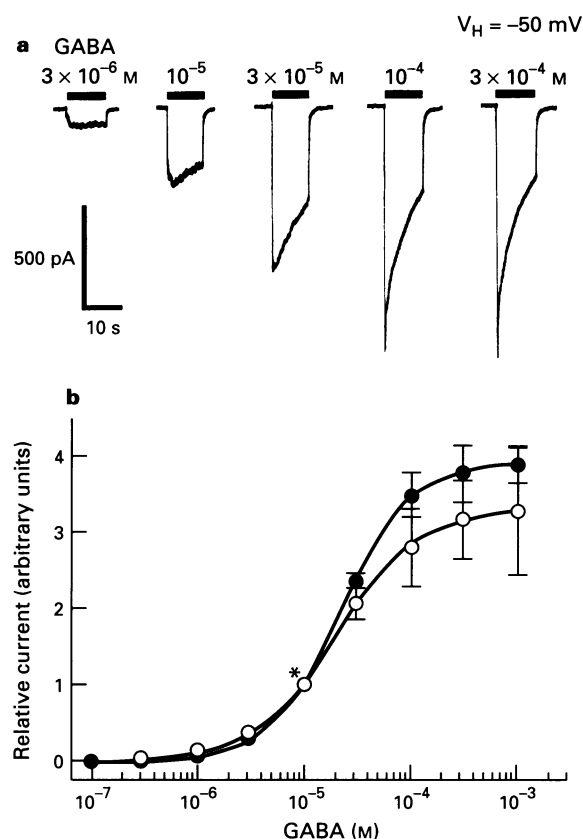 V_H = –50 mV
a GABA
3 × 10⁻⁶ M 10⁻⁵ 3 × 10⁻⁵ M 10⁻⁴ 3 × 10⁻⁴ M
500 pA
10 s
b
Relative current (arbitrary units)
4
3
2
*
1
0
10⁻⁷ 10⁻⁶ 10⁻⁵ 10⁻⁴ 10⁻³
GABA (M)